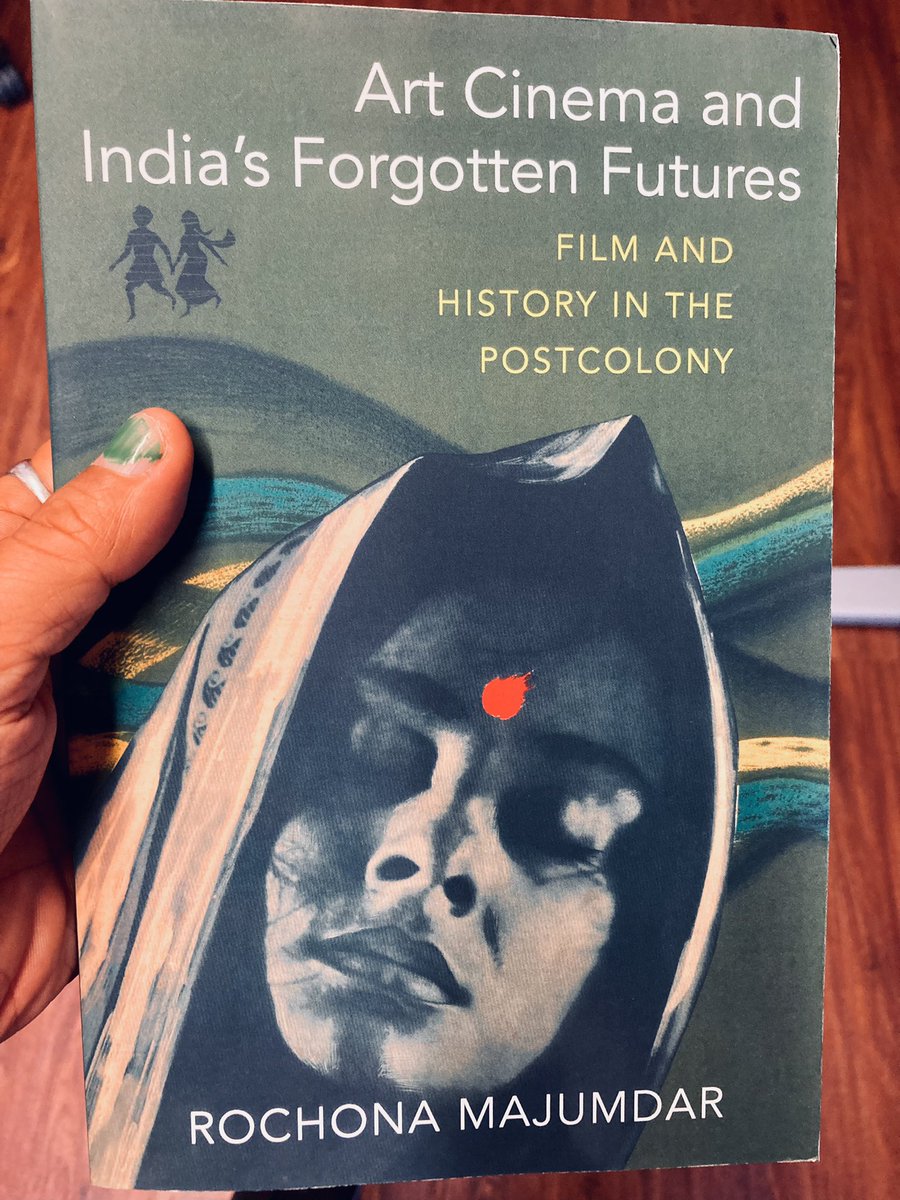 Art Cinema and
India's Forgotten Futures
FILM AND
HISTORY IN THE
POSTCOLONY
ROCHONA MAJUMDAR